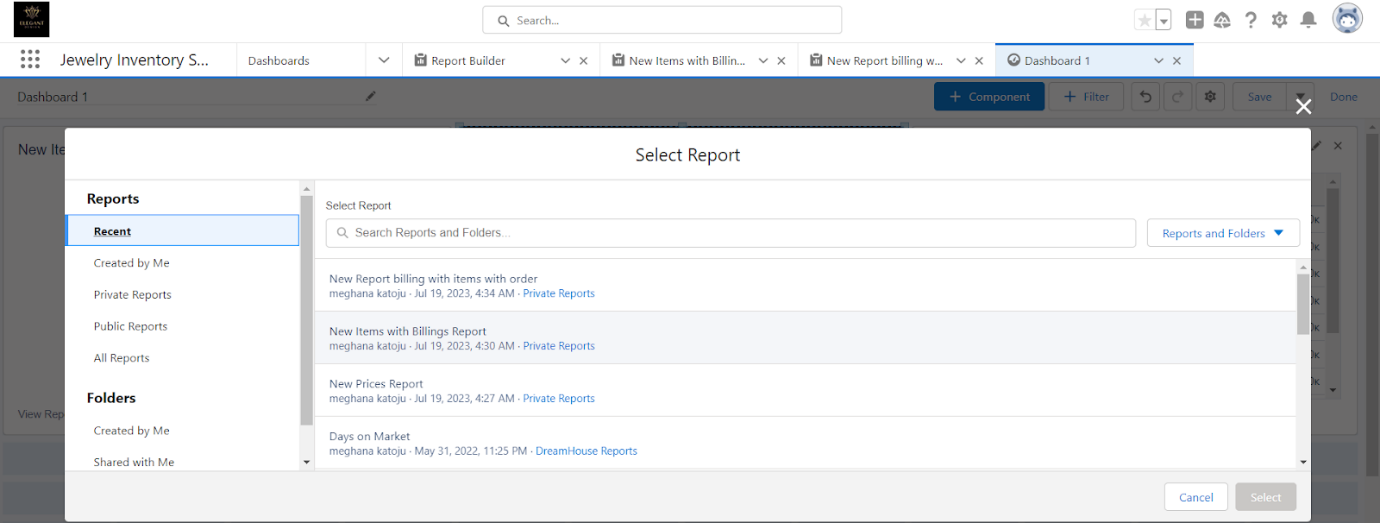 ELEGANT
Search...
Jewelry Inventory S...
Dashboards
Report Builder
New Items with Billin...
New Report billing w...
Dashboard 1
Dashboard 1
+ Component
+ Filter
Save
Done
New Ite
Select Report
Reports
Recent
Created by Me
Private Reports
Public Reports
All Reports
Folders
Created by Me
Shared with Me
Select Report
Search Reports and Folders...
Reports and Folders
New Report billing with items with order
meghana katoju · Jul 19, 2023, 4:34 AM · Private Reports
New Items with Billings Report
meghana katoju · Jul 19, 2023, 4:30 AM · Private Reports
New Prices Report
meghana katoju · Jul 19, 2023, 4:27 AM · Private Reports
Days on Market
meghana katoju · May 31, 2022, 11:25 PM · DreamHouse Reports
View Rep
Cancel
Select